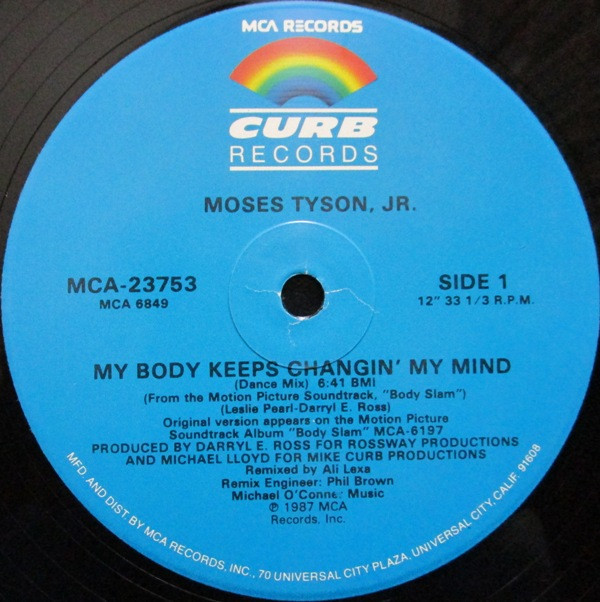 MCA RECORDS
CURB
RECORDS
MOSES TYSON, JR.
MCA-23753
MCA 6849
SIDE 1
12" 33 1/3 R.P.M.
MY BODY KEEPS CHANGIN' MY MIND
(Dance Mix) 6:41 BMI
(From the Motion Picture Soundtrack, "Body Slam")
(Leslie Pearl-Darryl E. Ross)
Original version appears on the Motion Picture
Soundtrack Album "Body Slam" MCA-6197
PRODUCED BY DARRYL E. ROSS FOR ROSSWAY PRODUCTIONS
AND MICHAEL LLOYD FOR MIKE CURB PRODUCTIONS
Remixed by Ali Lexa
Remix Engineer: Phil Brown
Michael O'Conner Music
℗ 1987 MCA
Records, Inc.
MFD. AND DIST. BY MCA RECORDS, INC., 70 UNIVERSAL CITY PLAZA, UNIVERSAL CITY, CALIF. 91608